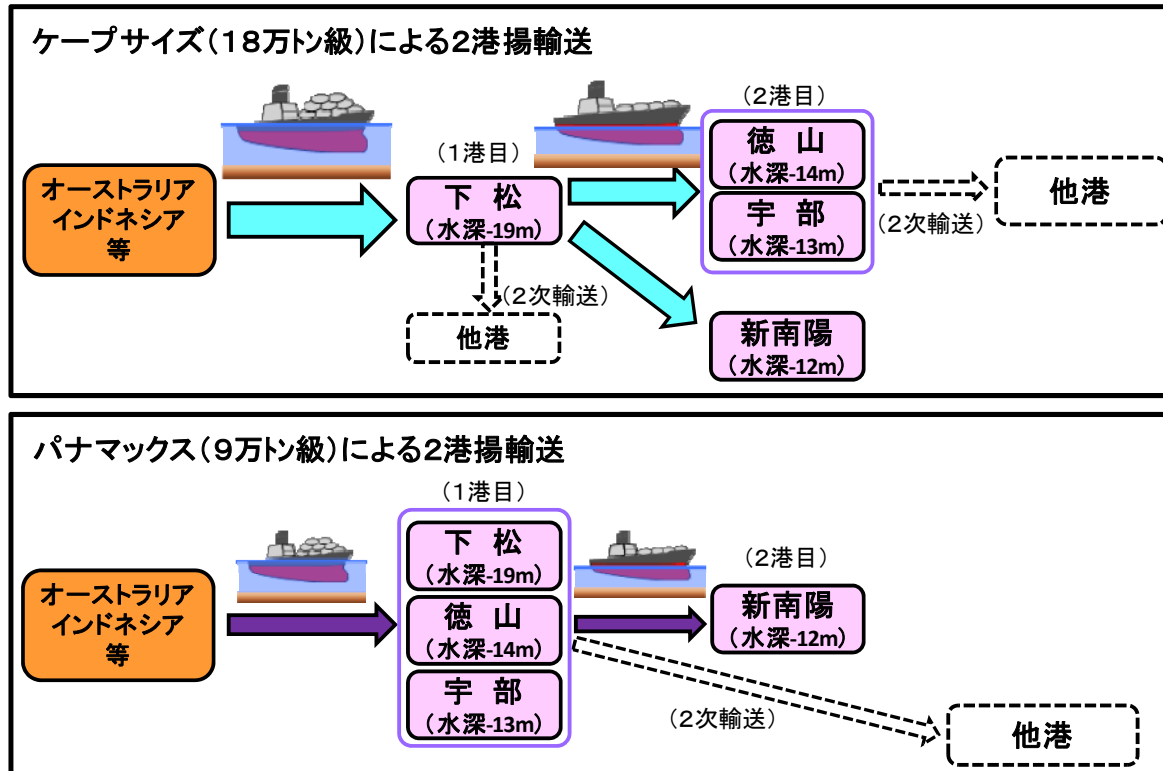 ケープサイズ(18万トン級)による2港揚輸送
(2港目)
(1港目)
オーストラリア
インドネシア
等
下 松
(水深-19m)
徳 山
(水深-14m)
宇 部
(水深-13m)
(2次輸送)
他港
(2次輸送)
他港
新南陽
(水深-12m)
パナマックス(9万トン級)による2港揚輸送
(1港目)
オーストラリア
インドネシア
等
下 松
(水深-19m)
徳 山
(水深-14m)
宇 部
(水深-13m)
(2港目)
新南陽
(水深-12m)
(2次輸送)
他港